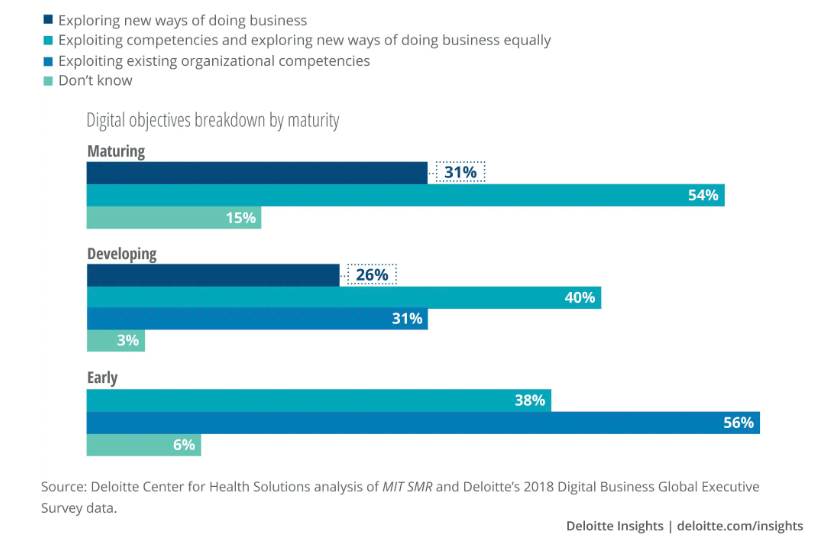 Exploring new ways of doing business
Exploiting competencies and exploring new ways of doing business equally
Exploiting existing organizational competencies
Don't know
Digital objectives breakdown by maturity
Maturing
31%
54%
15%
Developing
26%
40%
31%
3%
Early
38%
56%
6%
Source: Deloitte Center for Health Solutions analysis of MIT SMR and Deloitte's 2018 Digital Business Global Executive
Survey data.
Deloitte Insights | deloitte.com/insights